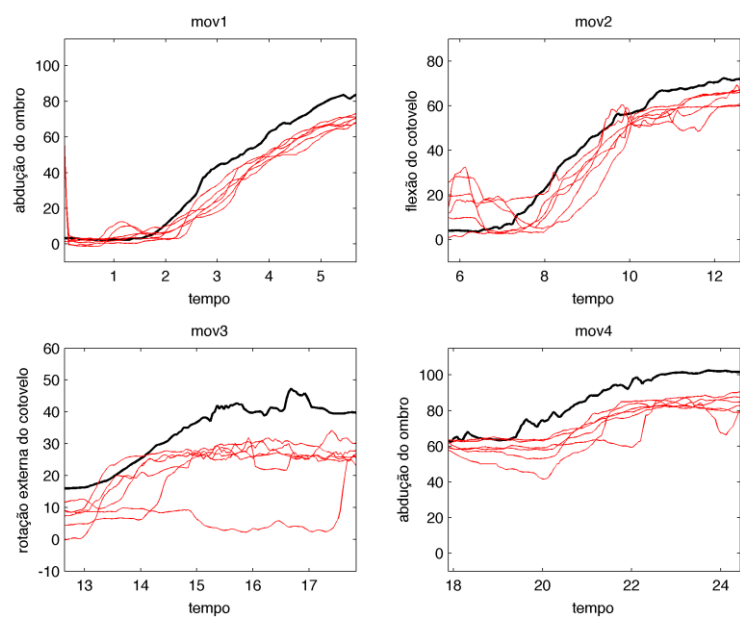 mov1
100
80
60
40
20
0
abdução do ombro
1 2 3 4 5
tempo
mov2
80
60
40
20
0
flexão do cotovelo
6 8 10 12
tempo
mov3
60
50
40
30
20
10
0
-10
rotação externa do cotovelo
13 14 15 16 17
tempo
mov4
100
80
60
40
20
0
abdução do ombro
18 20 22 24
tempo